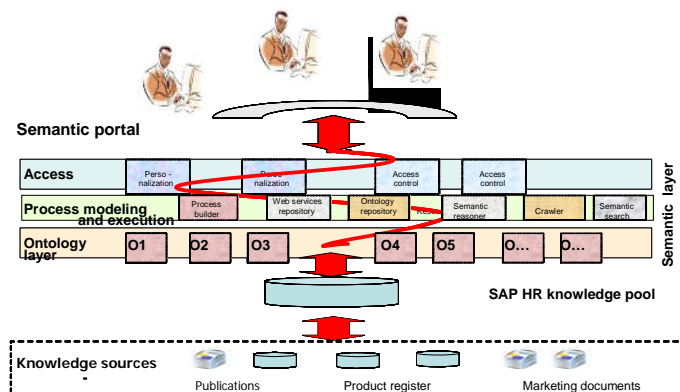 Semantic portal
Access
Perso -
nalization
Perso -
nalization
Access
control
Access
control
Process modeling
and execution
Process
builder
Web services
repository
Ontology
repository
Semantic
reasoner
Crawler
Semantic
search
Ontology
layer
O1
O2
O3
O4
O5
O...
O...
Semantic layer
SAP HR knowledge pool
Knowledge sources
-
Publications
Product register
Marketing documents